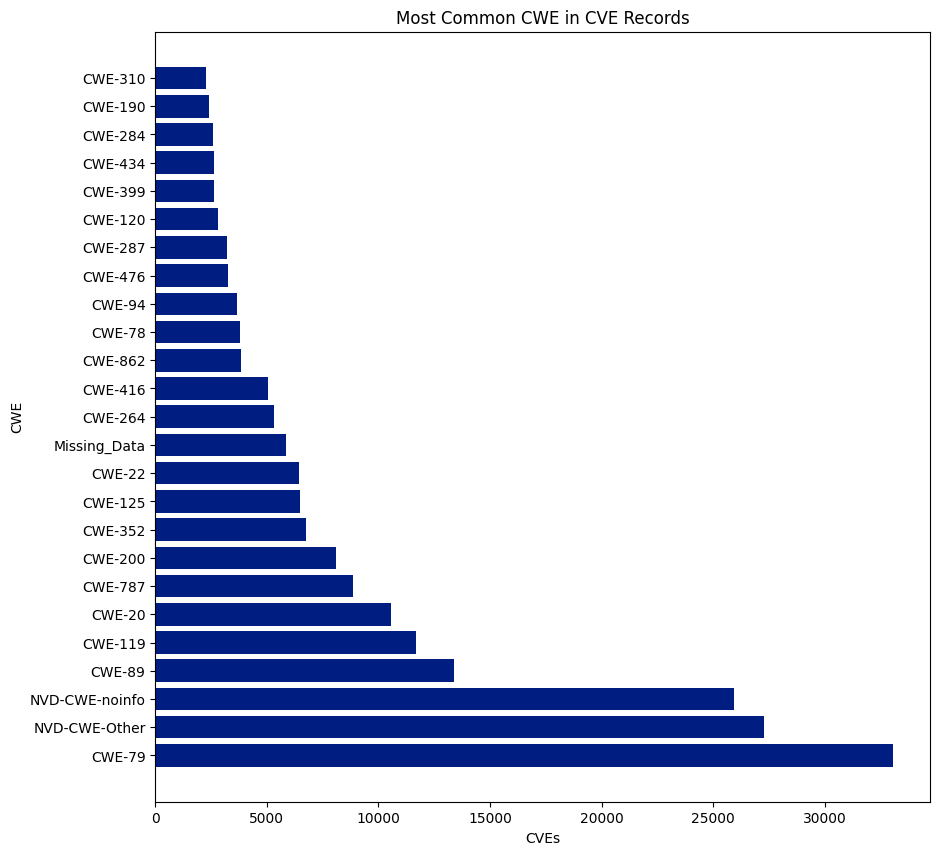 Most Common CWE in CVE Records
CWE-310
CWE-190
CWE-284
CWE-434
CWE-399
CWE-120
CWE-287
CWE-476
CWE-94
CWE-78
CWE-862
CWE-416
CWE-264
Missing_Data
CWE-22
CWE-125
CWE-352
CWE-200
CWE-787
CWE-20
CWE-119
CWE-89
NVD-CWE-noinfo
NVD-CWE-Other
CWE-79
CWE
0 5000 10000 15000 20000 25000 30000
CVEs